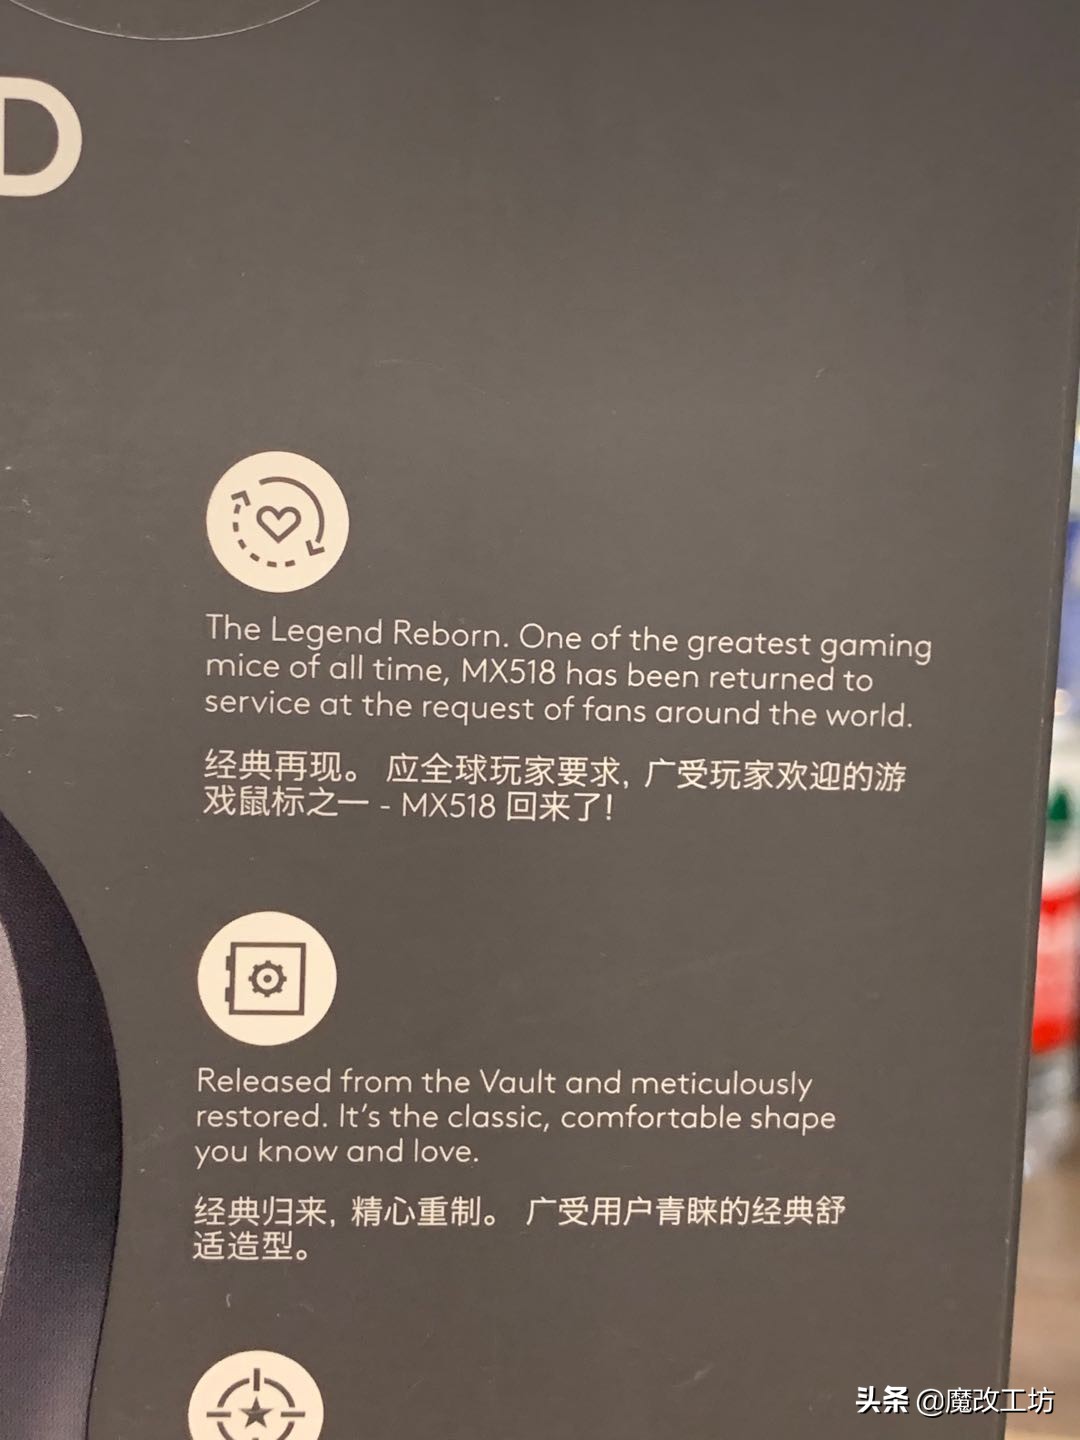 D
The Legend Reborn. One of the greatest gaming
mice of all time, MX518 has been returned to
service at the request of fans around the world.
经典再现。 应全球玩家要求, 广受玩家欢迎的游
戏鼠标之一 - MX518 回来了!
Released from the Vault and meticulously
restored. It's the classic, comfortable shape
you know and love.
经典归来, 精心重制。 广受用户青睐的经典舒
适造型。
头条 @魔改工坊